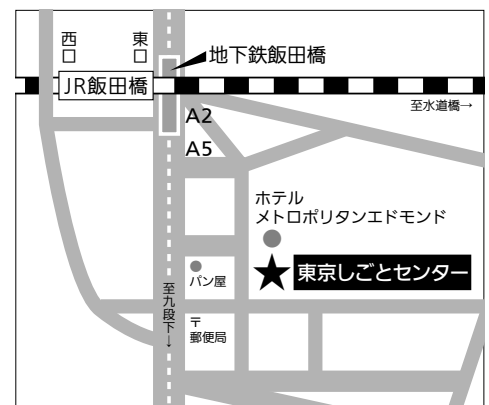 西口
東口
地下鉄飯田橋
JR飯田橋
至水道橋→
A2
A5
ホテル
メトロポリタンエドモンド
東京しごとセンター
パン屋
至九段下↓
〒
郵便局